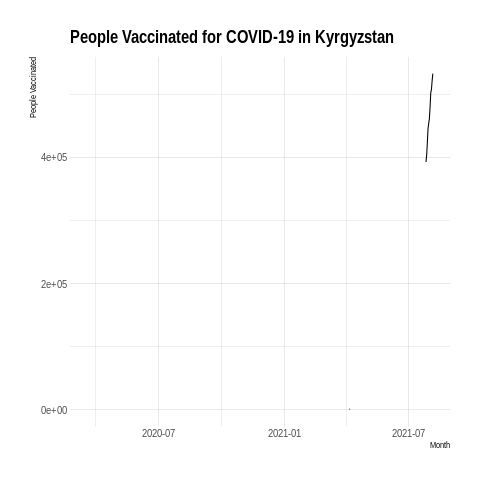 People Vaccinated for COVID-19 in Kyrgyzstan
People Vaccinated
4e+05
2e+05
0e+00
2020-07
2021-01
2021-07
Month